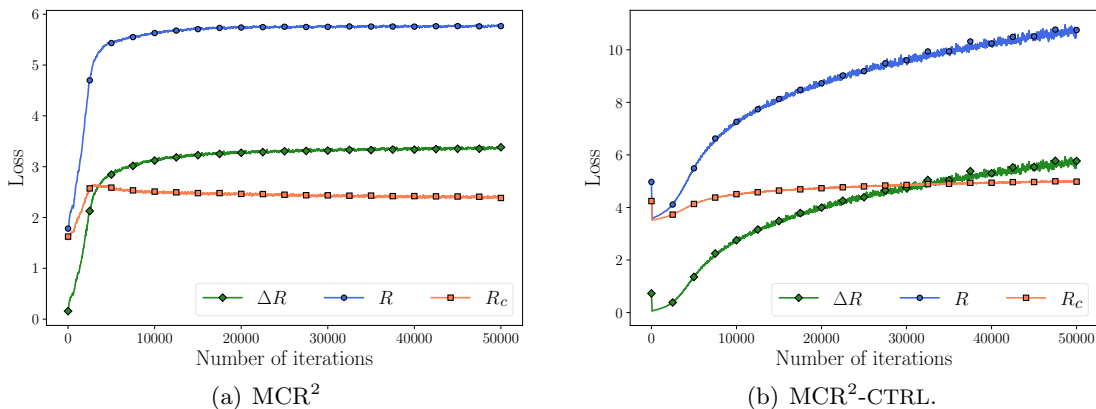 6
5
4
3
2
1
0
Loss
ΔR R R_c
0 10000 20000 30000 40000 50000
Number of iterations
(a) MCR²
10
8
6
4
2
0
Loss
ΔR R R_c
0 10000 20000 30000 40000 50000
Number of iterations
(b) MCR²-CTRL.